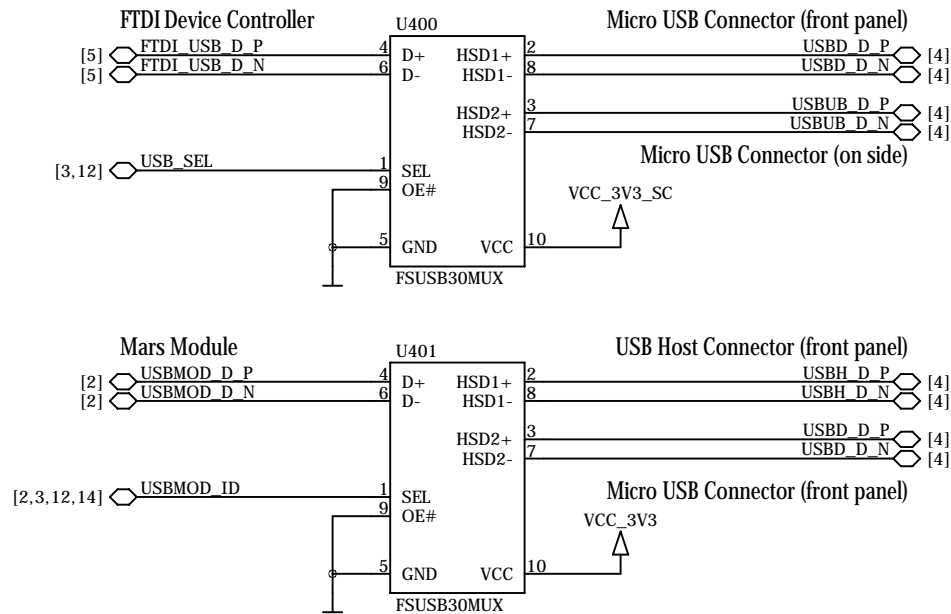 FTDI Device Controller
U400
Micro USB Connector (front panel)
[5] FTDI_USB_D_P 4 D+ HSD1+ 2 USBD_D_P [4]
[5] FTDI_USB_D_N 6 D- HSD1- 8 USBD_D_N [4]
HSD2+ 3 USBUB_D_P [4]
HSD2- 7 USBUB_D_N [4]
Micro USB Connector (on side)
[3,12] USB_SEL 1 SEL
9 OE#
VCC_3V3_SC
5 GND VCC 10
FSUSB30MUX
Mars Module
U401
USB Host Connector (front panel)
[2] USBMOD_D_P 4 D+ HSD1+ 2 USBH_D_P [4]
[2] USBMOD_D_N 6 D- HSD1- 8 USBH_D_N [4]
HSD2+ 3 USBD_D_P [4]
HSD2- 7 USBD_D_N [4]
Micro USB Connector (front panel)
[2,3,12,14] USBMOD_ID 1 SEL
9 OE#
VCC_3V3
5 GND VCC 10
FSUSB30MUX